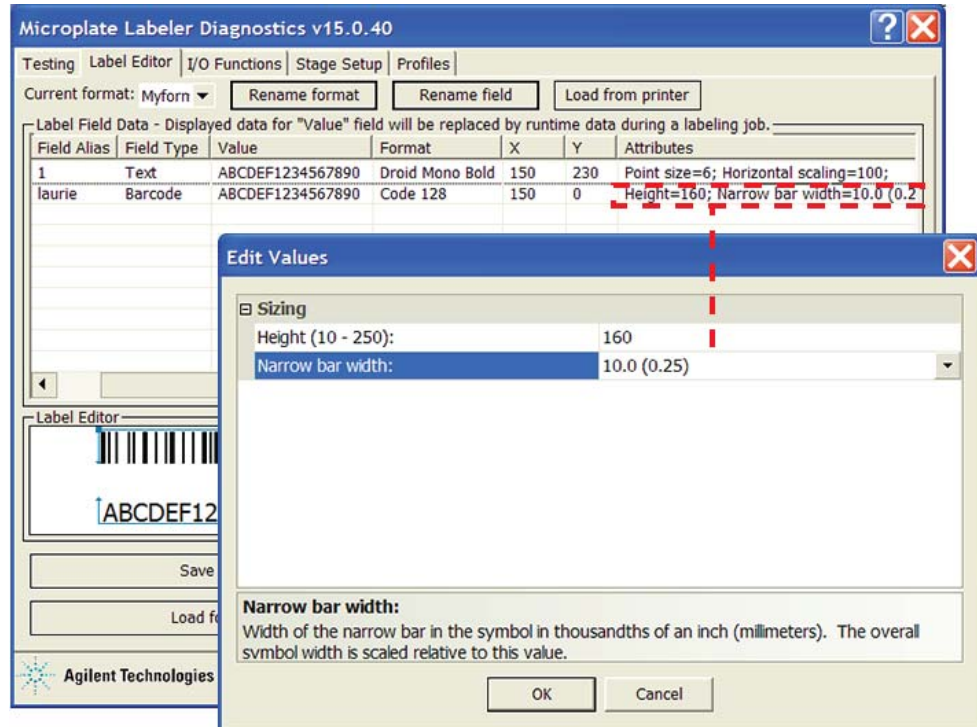 Microplate Labeler Diagnostics v15.0.40
Testing Label Editor I/O Functions Stage Setup Profiles
Current format: Myforn Rename format Rename field Load from printer
Label Field Data - Displayed data for "Value" field will be replaced by runtime data during a labeling job.
Field Alias Field Type Value Format X Y Attributes
1 Text ABCDEF1234567890 Droid Mono Bold 150 230 Point size=6; Horizontal scaling=100;
laurie Barcode ABCDEF1234567890 Code 128 150 0 Height=160; Narrow bar width=10.0 (0.2
Edit Values
Sizing
Height (10 - 250): 160
Narrow bar width: 10.0 (0.25)
Label Editor
ABCDEF12
Save
Load fo
Narrow bar width:
Width of the narrow bar in the symbol in thousandths of an inch (millimeters). The overall
symbol width is scaled relative to this value.
Agilent Technologies
OK Cancel